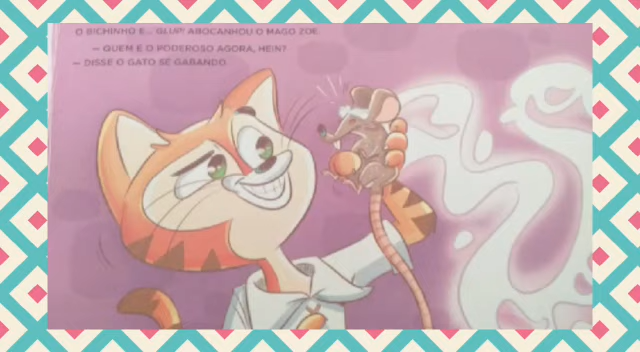 O BICHINHO E... GLUP! ABOCANHOU O MAGO ZOE.
— QUEM É O PODEROSO AGORA, HEIN?
— DISSE O GATO SE GABANDO.